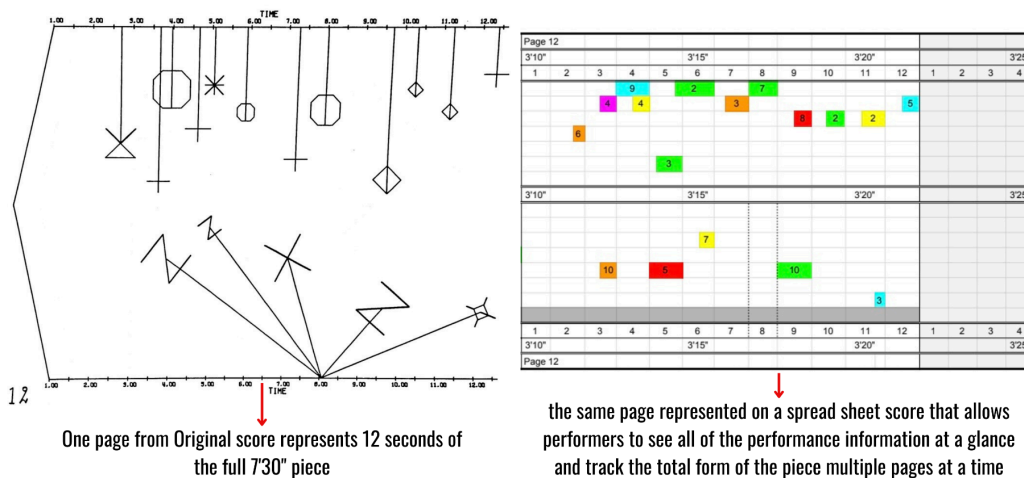 TIME
1.00 2.00 3.00 4.00 5.00 6.00 7.00 8.00 9.00 10.00 11.00 12.00
1.00 2.00 3.00 4.00 5.00 6.00 7.00 8.00 9.00 10.00 11.00 12.00
TIME
12
One page from Original score represents 12 seconds of
the full 7'30" piece
Page 12
3'10" 3'15" 3'20" 3'25
1 2 3 4 5 6 7 8 9 10 11 12 1 2 3 4
9 2 7
4 4 3 5
8 2 2
6
3
3'10" 3'15" 3'20" 3'25
7
10 5 10
3
1 2 3 4 5 6 7 8 9 10 11 12 1 2 3 4
3'10" 3'15" 3'20" 3'25
Page 12
the same page represented on a spread sheet score that allows
performers to see all of the performance information at a glance
and track the total form of the piece multiple pages at a time